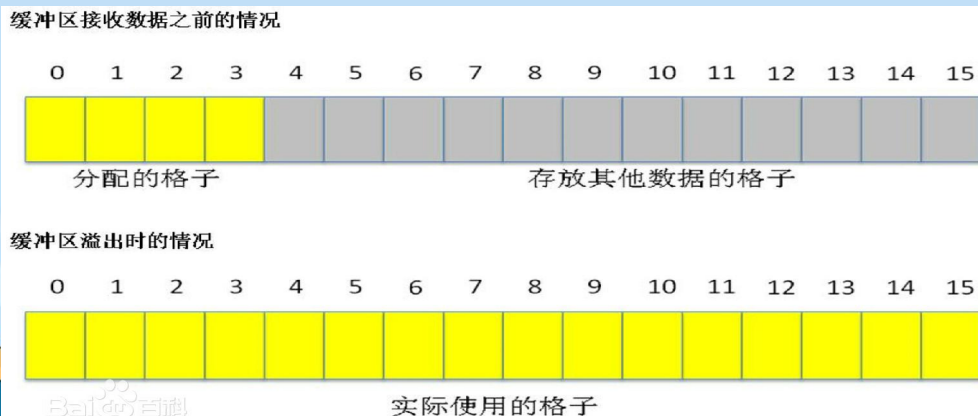 缓冲区接收数据之前的情况
0 1 2 3 4 5 6 7 8 9 10 11 12 13 14 15
分配的格子 存放其他数据的格子
缓冲区溢出时的情况
0 1 2 3 4 5 6 7 8 9 10 11 12 13 14 15
实际使用的格子
Bai 百科